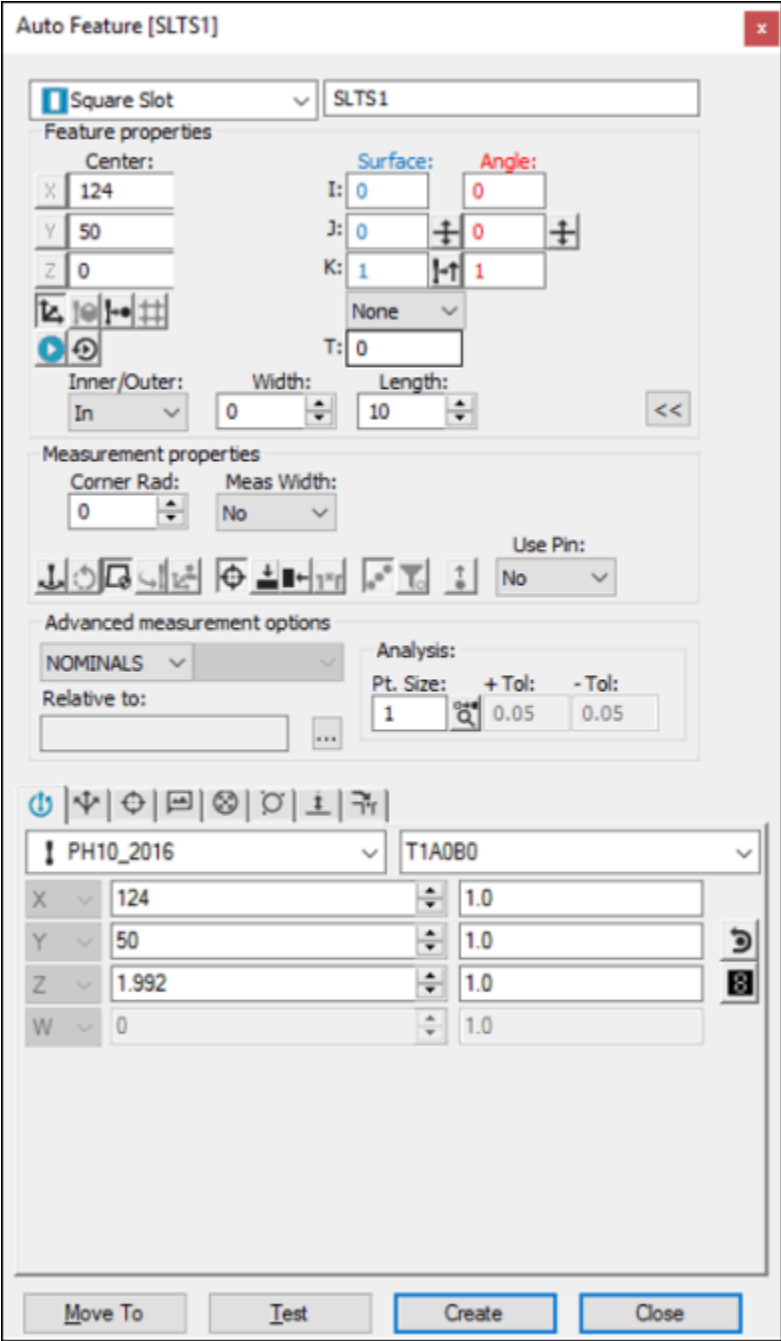 Auto Feature [SLTS1]
x
Square Slot SLTS1
Feature properties
Center: Surface: Angle:
X 124 I: 0 0
Y 50 J: 0 0
Z 0 K: 1 1
None
T: 0
Inner/Outer: Width: Length:
In 0 10 <<
Measurement properties
Corner Rad: Meas Width:
0 No
Use Pin:
No
Advanced measurement options
NOMINALS
Analysis:
Relative to:
Pt. Size: + Tol: - Tol:
1 0.05 0.05
...
PH10_2016 T1A0B0
X 124 1.0
Y 50 1.0
Z 1.992 1.0
8
W 0 1.0
Move To Test Create Close